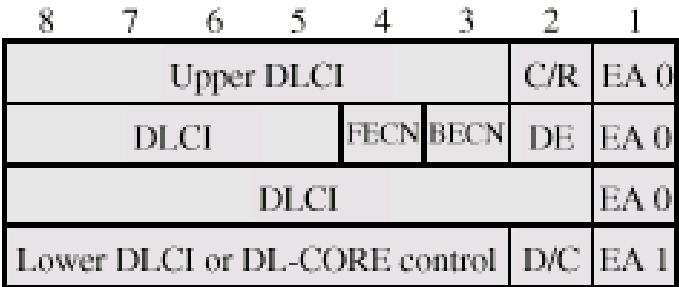 8 7 6 5 4 3 2 1
Upper DLCI C/R EA 0
DLCI FECN BECN DE EA 0
DLCI EA 0
Lower DLCI or DL-CORE control D/C EA 1